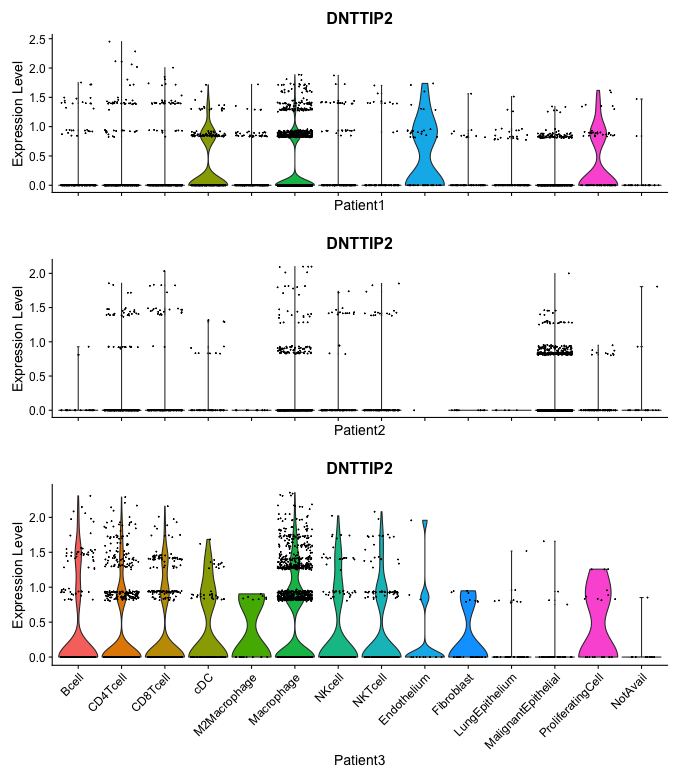 DNTTIP2
Expression Level
2.5
2.0
1.5
1.0
0.5
0.0
Patient1
DNTTIP2
Expression Level
2.0
1.5
1.0
0.5
0.0
Patient2
DNTTIP2
Expression Level
2.0
1.5
1.0
0.5
0.0
Bcell
CD4Tcell
CD8Tcell
cDC
M2Macrophage
Macrophage
NKcell
NKTcell
Endothelium
Fibroblast
LungEpithelium
MalignantEpithelial
ProliferatingCell
NotAvail
Patient3